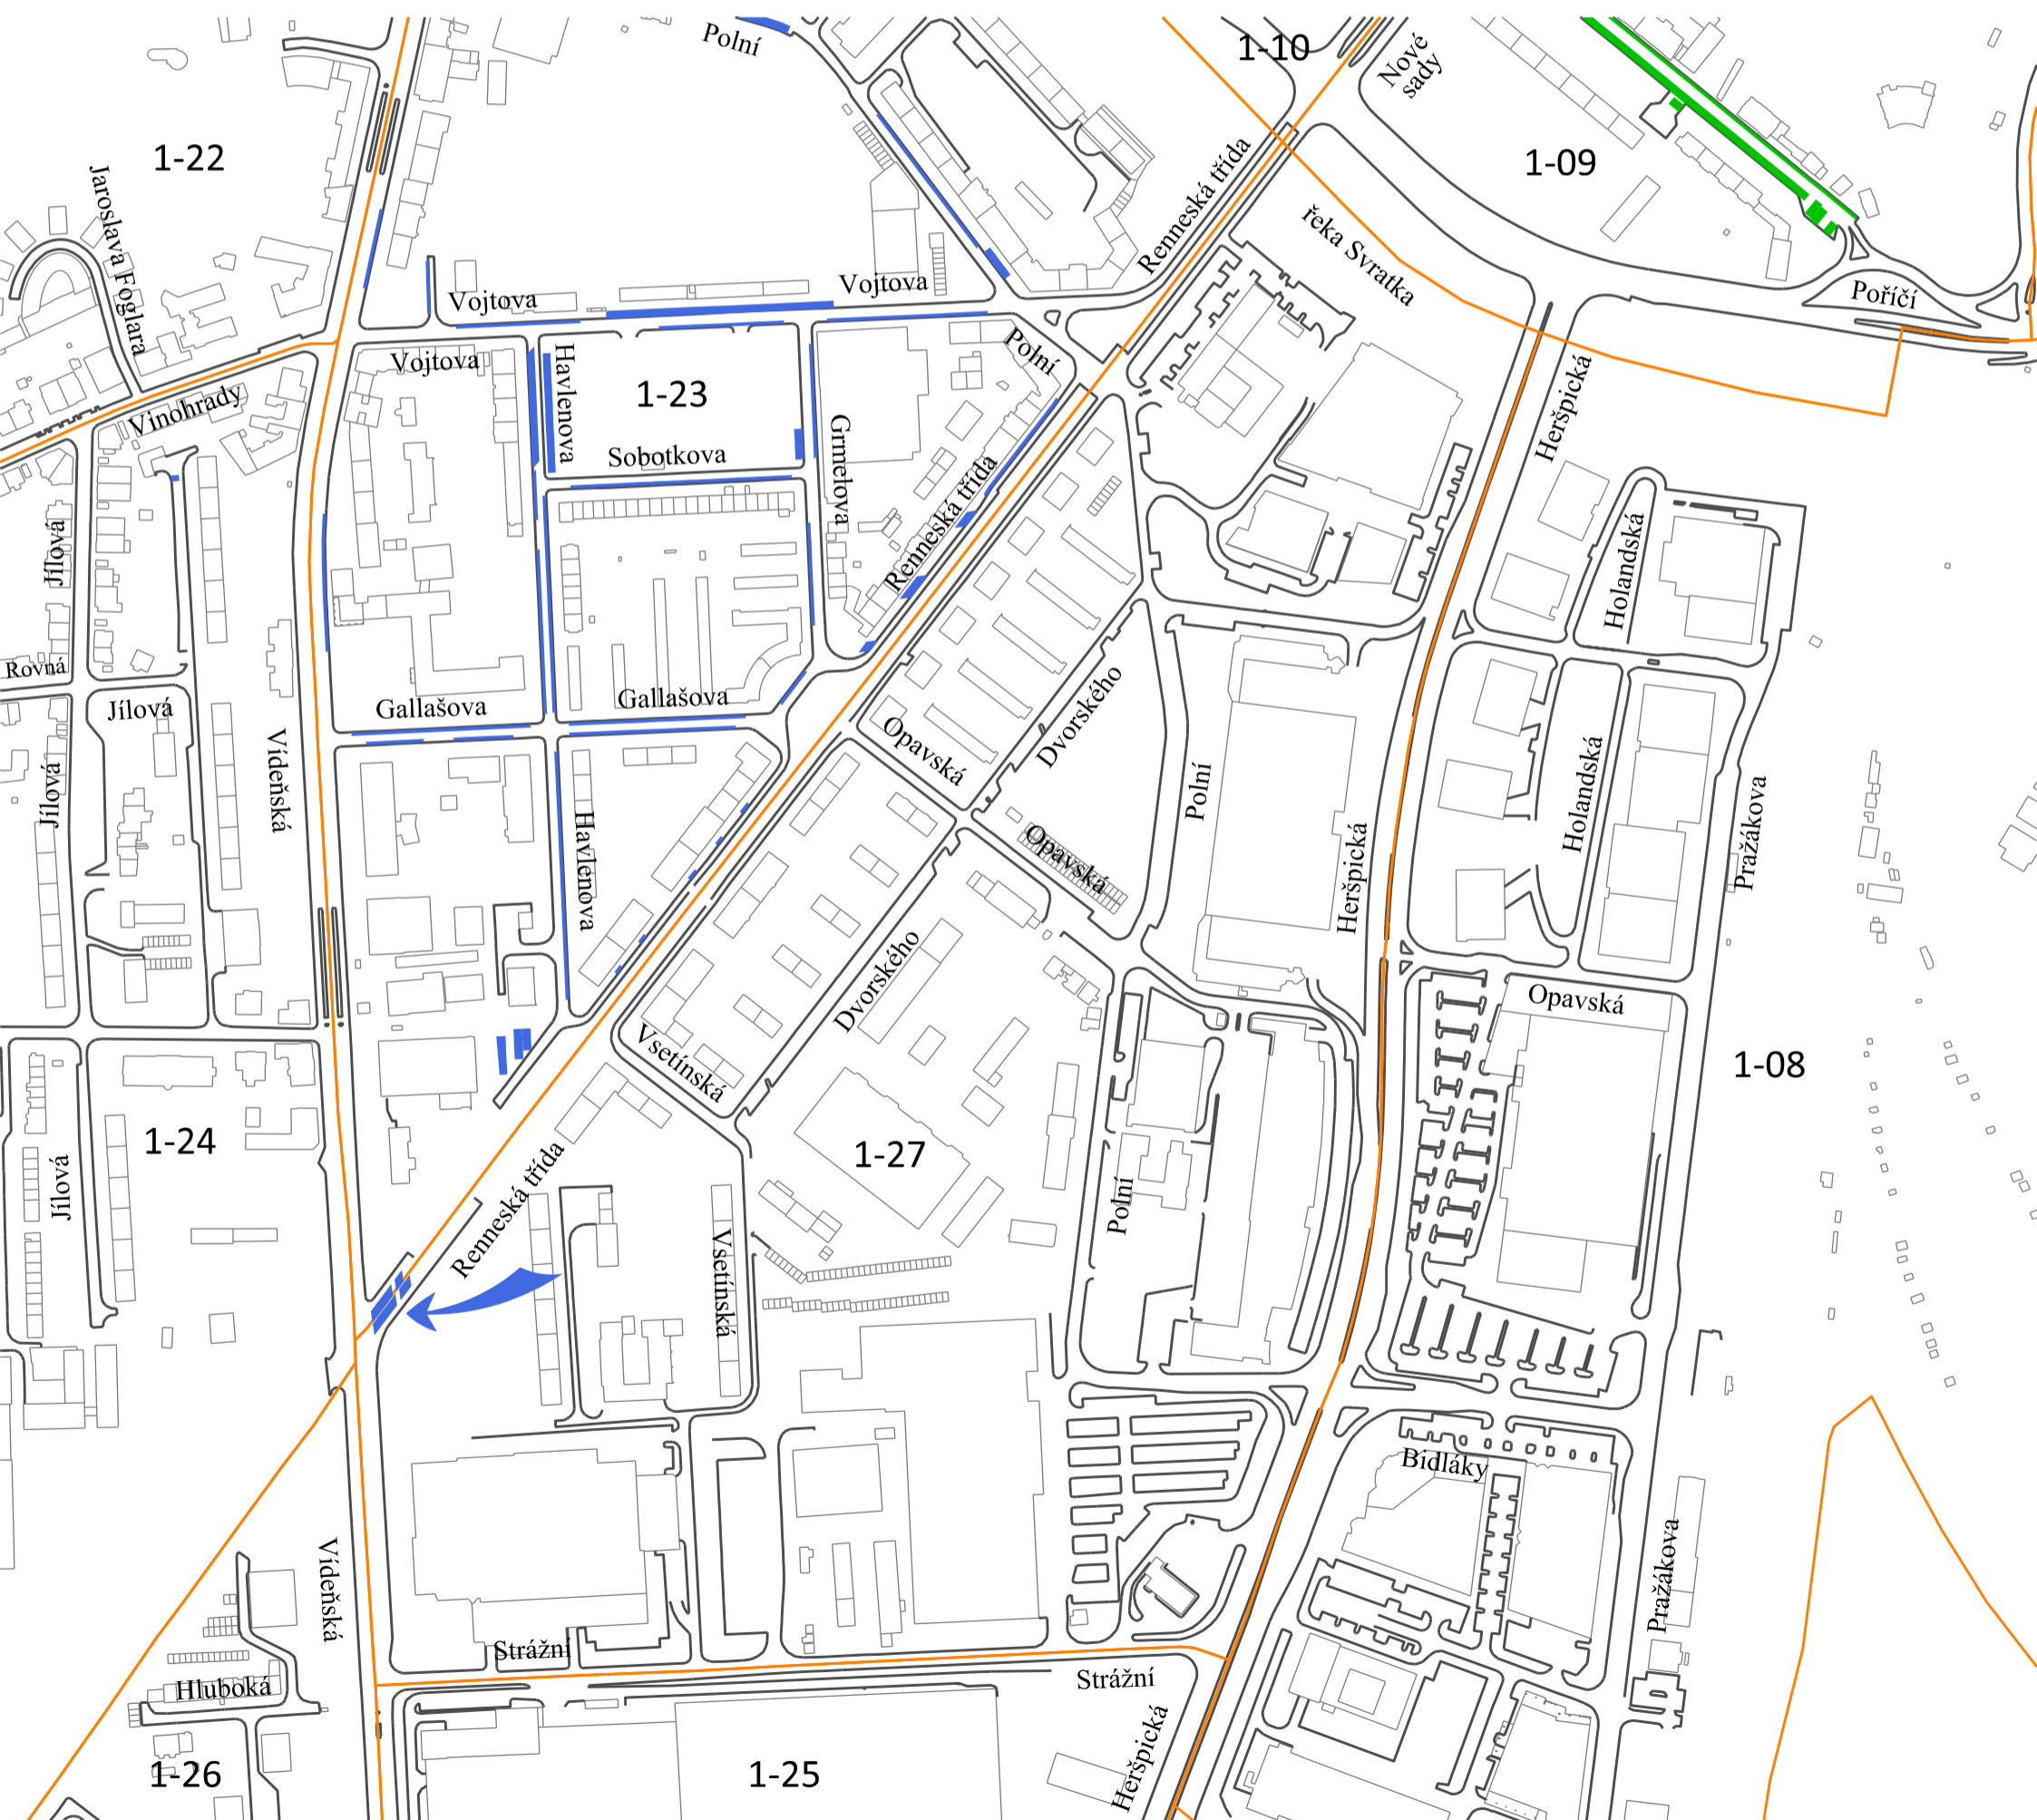 Polní
1-10
Nové
sady
1-22
1-09
Jaroslava Foglara
Renneská třída
řeka Svratka
Vojtova
Vojtova
Poříčí
Vojtova
Havlenova
Polní
1-23
Heršpická
Vinohrady
Sobotkova
Grmelova
Renneská třída
Jílová
Holandská
Rovná
Jílová
Gallašova
Gallašova
Dvorského
Opavská
Vídeňská
Jílová
Polní
Holandská
Pražákova
Havlenova
Opavská
Heršpická
Dvorského
Opavská
Vsetínská
1-08
1-24
1-27
Jílová
Renneská třída
Polní
Vsetínská
Bidláky
Vídeňská
Pražákova
Strážní
Strážní
Hluboká
Heršpická
1-26
1-25